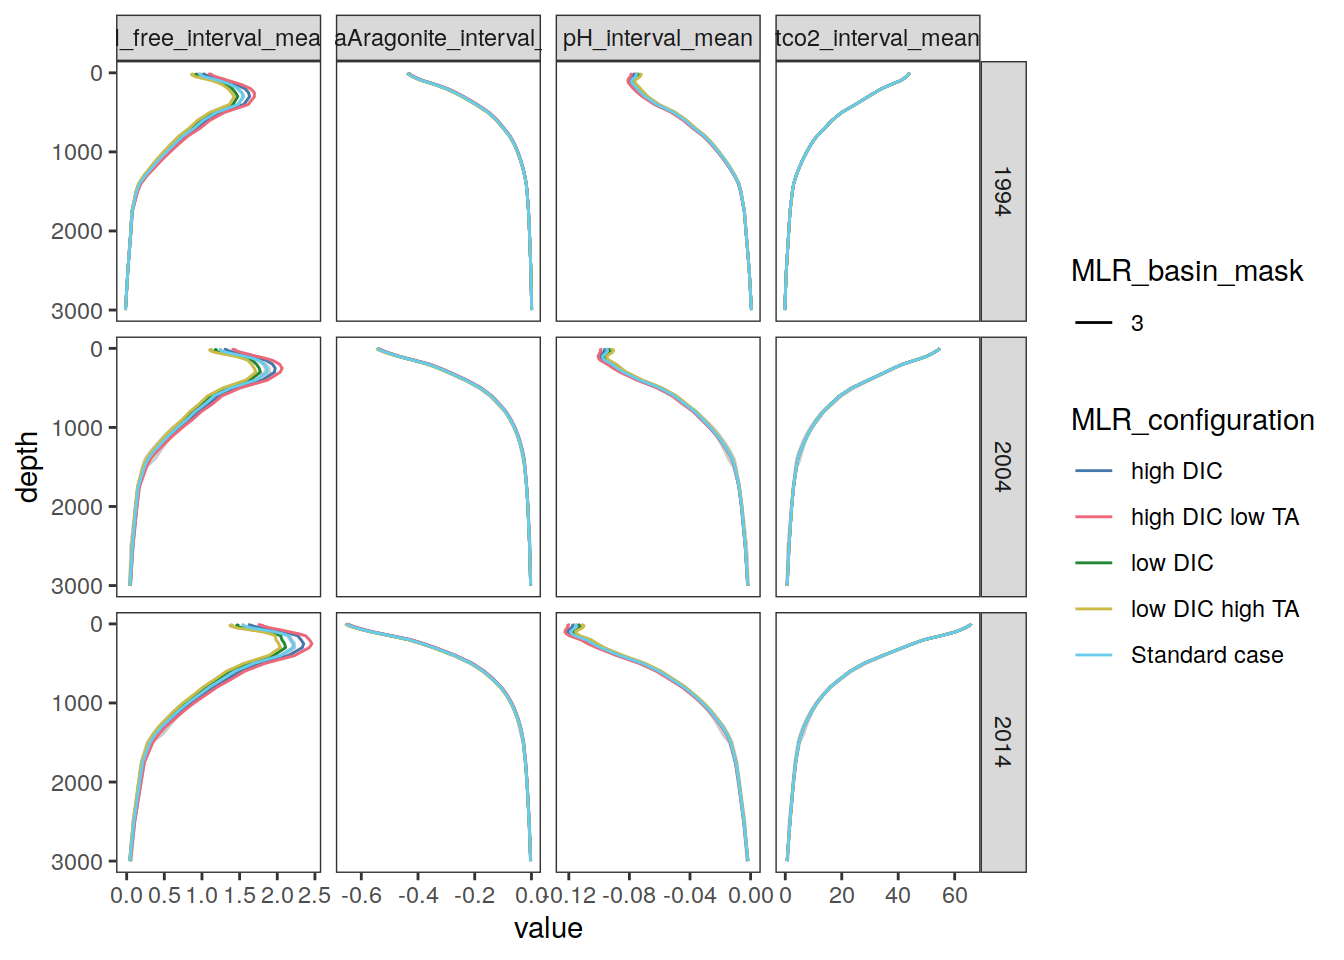 l_free_interval_mea
aAragonite_interval_
pH_interval_mean
tco2_interval_mean
0
1000
2000
3000
1994
0
1000
2000
3000
2004
0
1000
2000
3000
2014
depth
0.0 0.5 1.0 1.5 2.0 2.5
-0.6 -0.4 -0.2 0.0
-0.12 -0.08 -0.04 0.00
0 20 40 60
value
MLR_basin_mask
3
MLR_configuration
high DIC
high DIC low TA
low DIC
low DIC high TA
Standard case